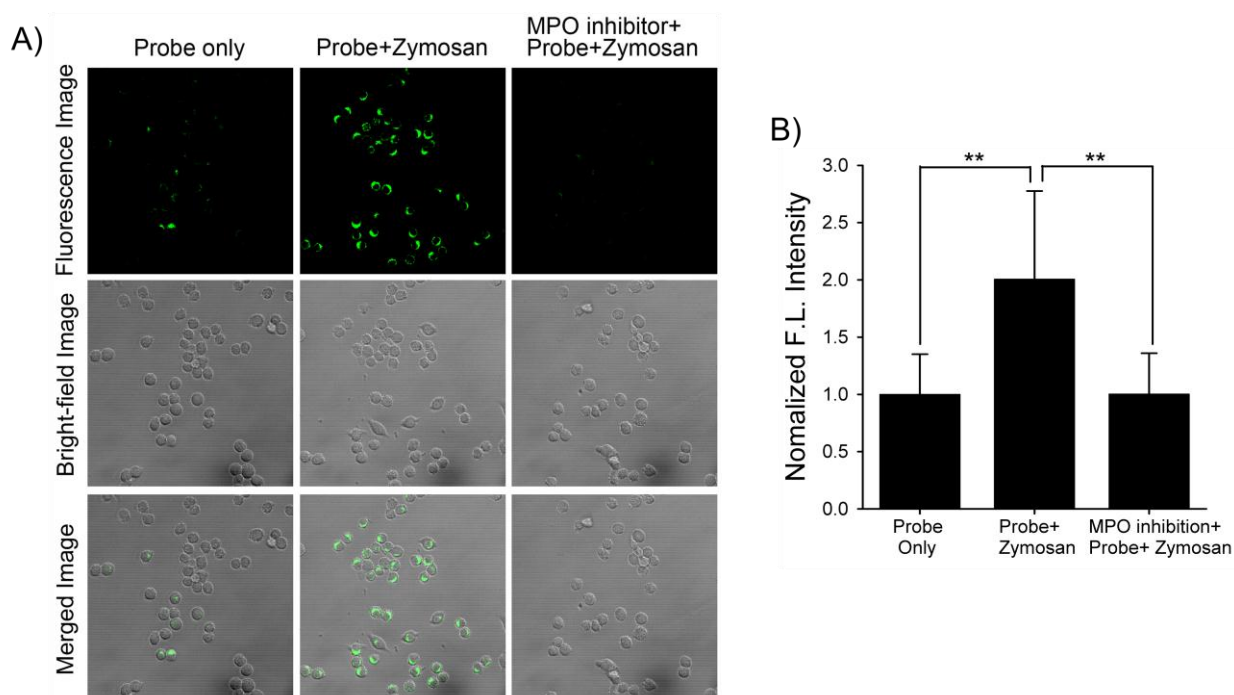 A)
Probe only
Probe+Zymosan
MPO inhibitor+
Probe+Zymosan
Fluorescence Image
Bright-field Image
Merged Image
B)
Nomalized F.L. Intensity
3.0
2.5
2.0
1.5
1.0
0.5
0.0
**
**
Probe
Only
Probe+
Zymosan
MPO inhibition+
Probe+ Zymosan